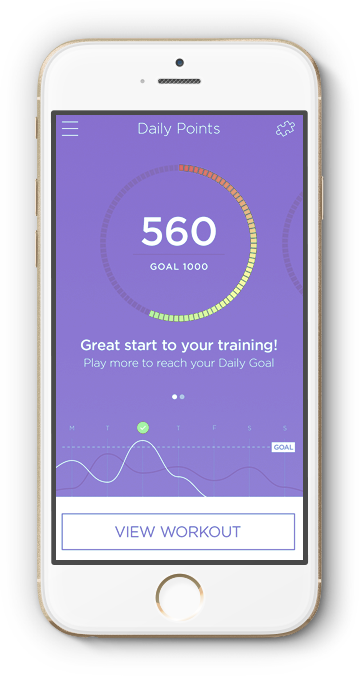 Daily Points
560
GOAL 1000
Great start to your training!
Play more to reach your Daily Goal
M T T F S S
GOAL
VIEW WORKOUT